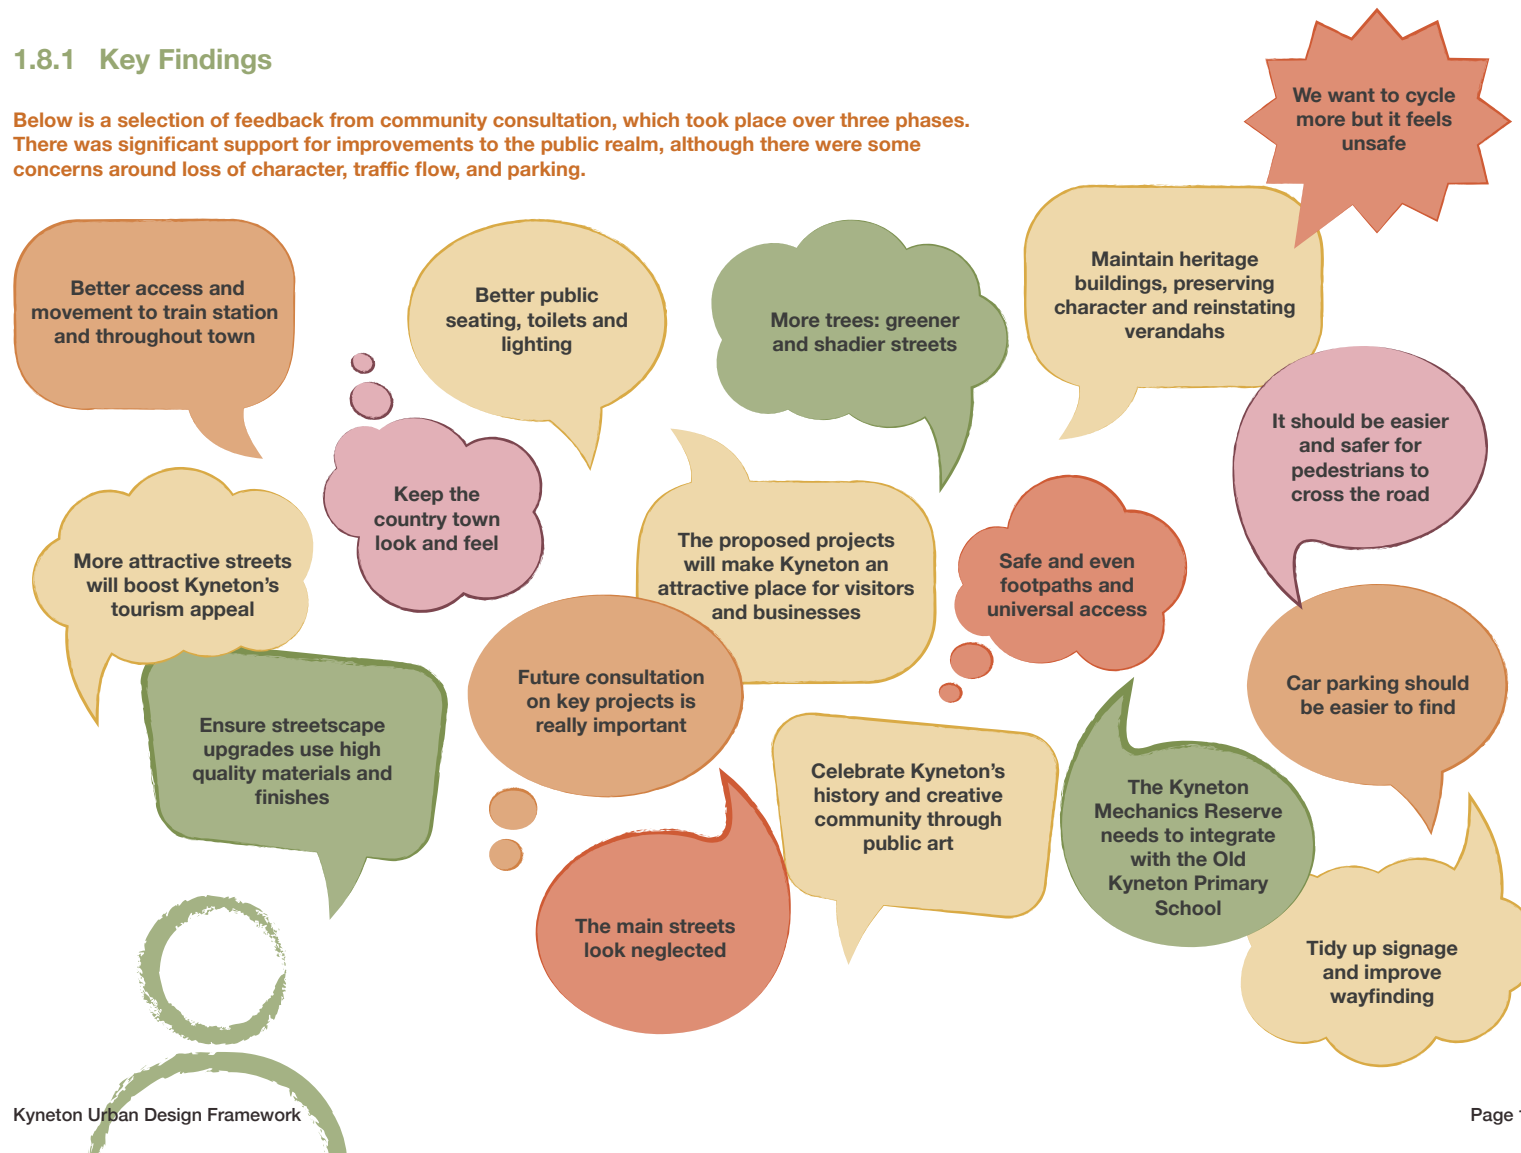 1.8.1 Key Findings
Below is a selection of feedback from community consultation, which took place over three phases.
There was significant support for improvements to the public realm, although there were some
concerns around loss of character, traffic flow, and parking.
We want to cycle
more but it feels
unsafe
Better access and
movement to train station
and throughout town
Better public
seating, toilets and
lighting
More trees: greener
and shadier streets
Maintain heritage
buildings, preserving
character and reinstating
verandahs
It should be easier
and safer for
pedestrians to
cross the road
Keep the
country town
look and feel
More attractive streets
will boost Kyneton's
tourism appeal
The proposed projects
will make Kyneton an
attractive place for visitors
and businesses
Safe and even
footpaths and
universal access
Future consultation
on key projects is
really important
Car parking should
be easier to find
Ensure streetscape
upgrades use high
quality materials and
finishes
Celebrate Kyneton's
history and creative
community through
public art
The Kyneton
Mechanics Reserve
needs to integrate
with the Old
Kyneton Primary
School
The main streets
look neglected
Tidy up signage
and improve
wayfinding
Kyneton Urban Design Framework
Page